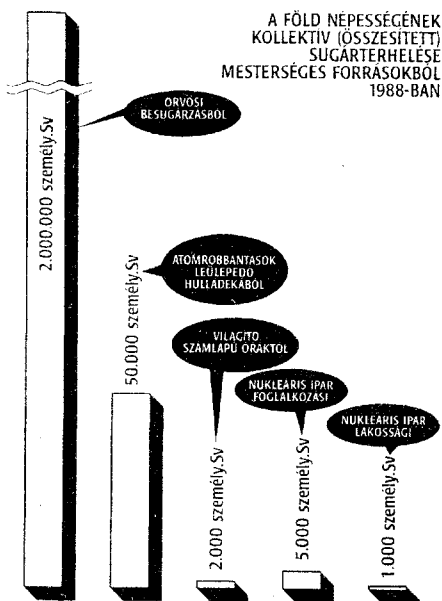 A FÖLD NÉPESSÉGÉNEK
KOLLEKTÍV (ÖSSZESÍTETT)
SUGÁRTERHELÉSE
MESTERSÉGES FORRÁSOKBÓL
1988-BAN
ORVOSI
BESUGÁRZÁSBÓL
2.000.000 személy.Sv
ATOMROBBANTÁSOK
LEÜLEPEDŐ
HULLADÉKÁBÓL
50.000 személy.Sv
VILÁGÍTÓ
SZÁMLAPÚ ÓRÁKTÓL
2.000 személy.Sv
NUKLEÁRIS IPAR
FOGLALKOZÁSI
5.000 személy.Sv
NUKLEÁRIS IPAR
LAKOSSÁGI
1.000 személy.Sv